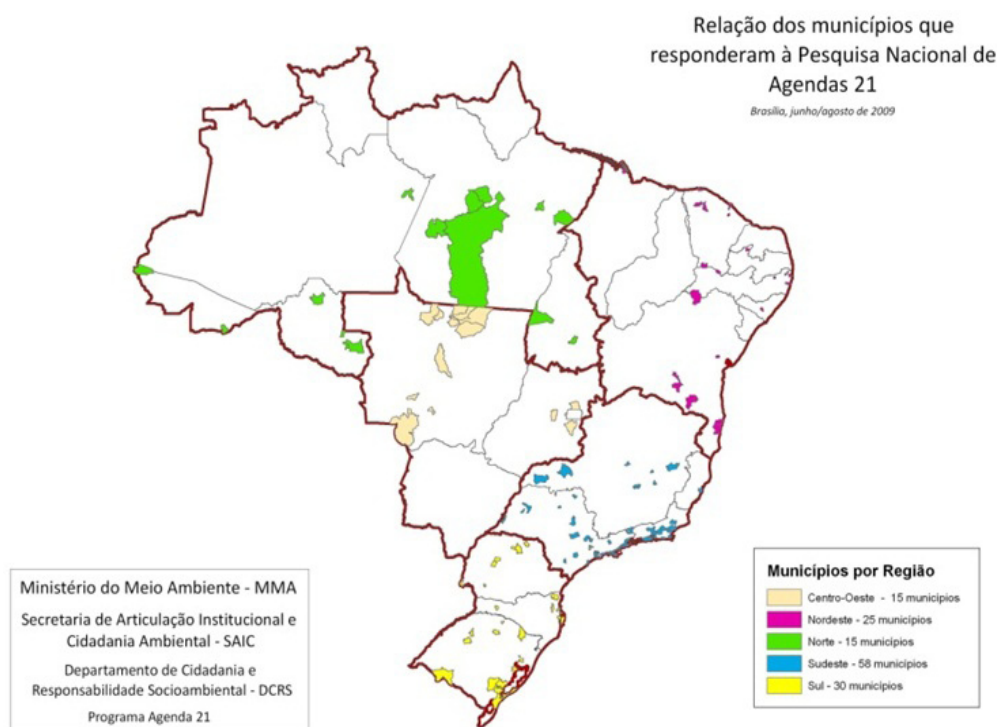 Relação dos municípios que
responderam à Pesquisa Nacional de
Agendas 21
Brasília, junho/agosto de 2009
Ministério do Meio Ambiente - MMA
Secretaria de Articulação Institucional e
Cidadania Ambiental - SAIC
Departamento de Cidadania e
Responsabilidade Socioambiental - DCRS
Programa Agenda 21
Municípios por Região
Centro-Oeste - 15 municípios
Nordeste - 25 municípios
Norte - 15 municípios
Sudeste - 58 municípios
Sul - 30 municípios